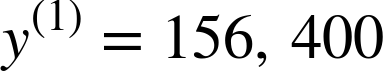 y⁽¹⁾ = 156, 400